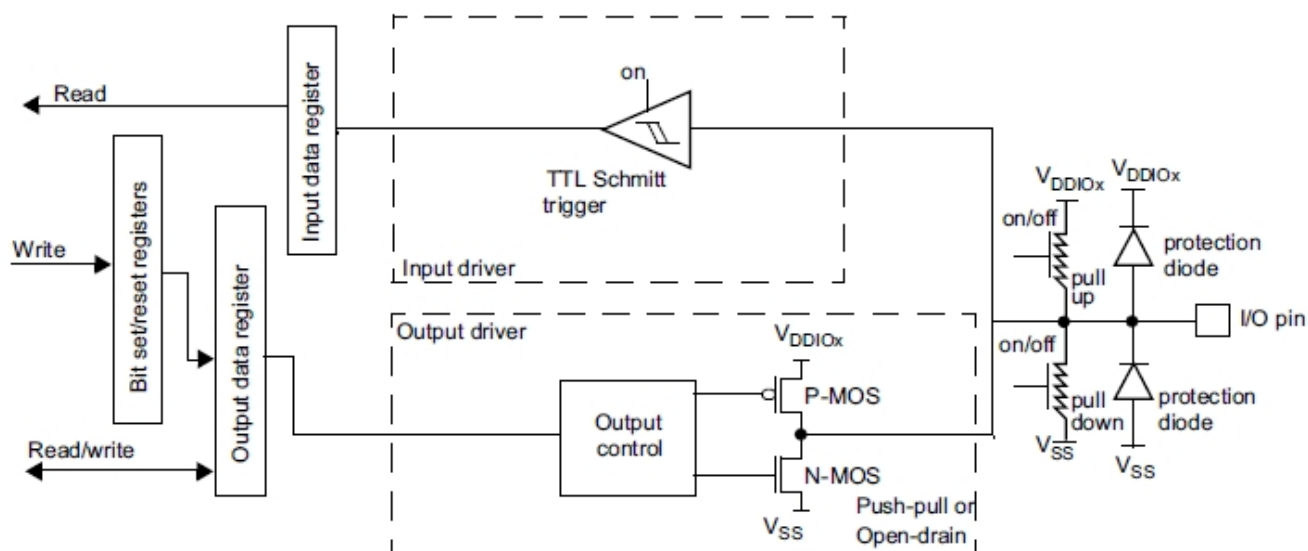 Read
Write
Read/write
Bit set/reset registers
Input data register
Output data register
on
TTL Schmitt
trigger
Input driver
Output driver
Output
control
VDDIOx
P-MOS
N-MOS
VSS
Push-pull or
Open-drain
VDDIOx
VDDIOx
on/off
pull
up
protection
diode
I/O pin
on/off
pull
down
protection
diode
VSS
VSS